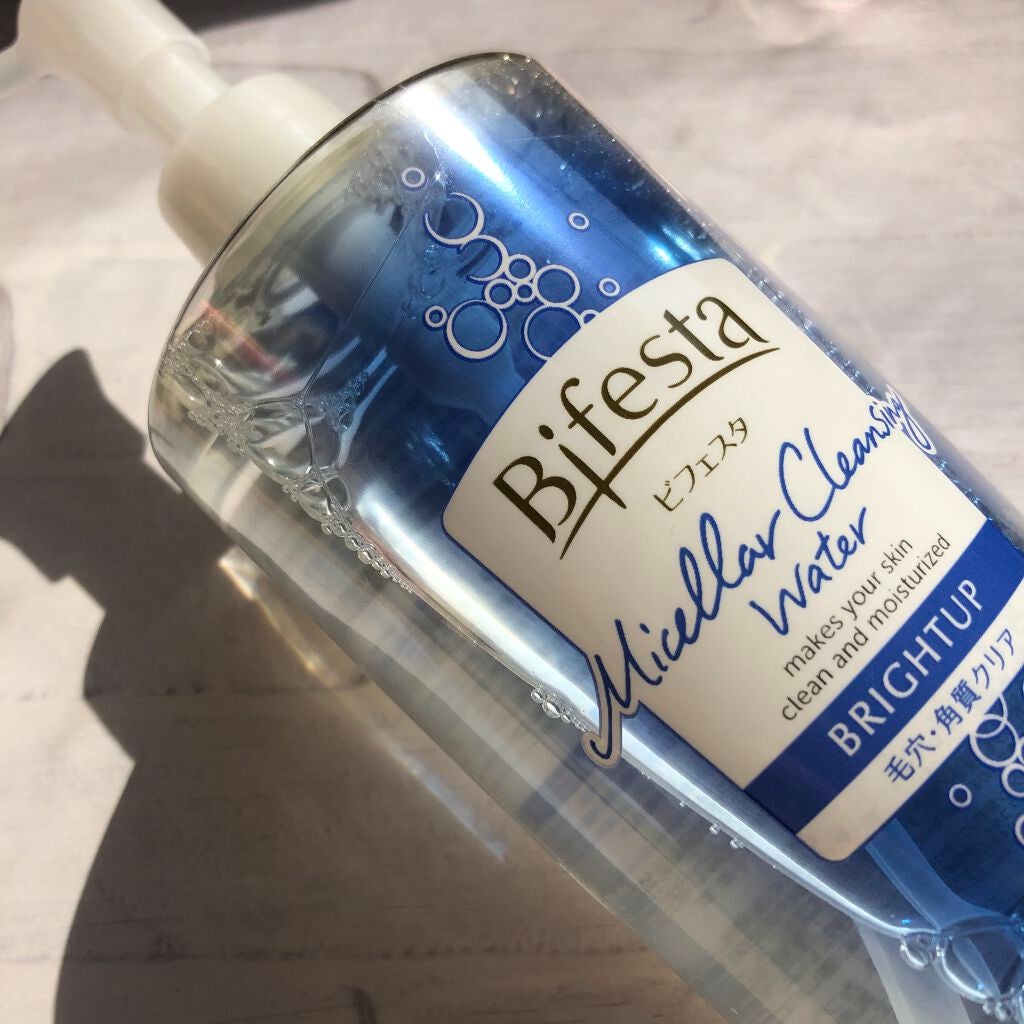 Bifesta
ビフェスタ
Micellar Cleansing
Water
makes your skin
clean and moisturized
BRIGHTUP
毛穴・角質クリア